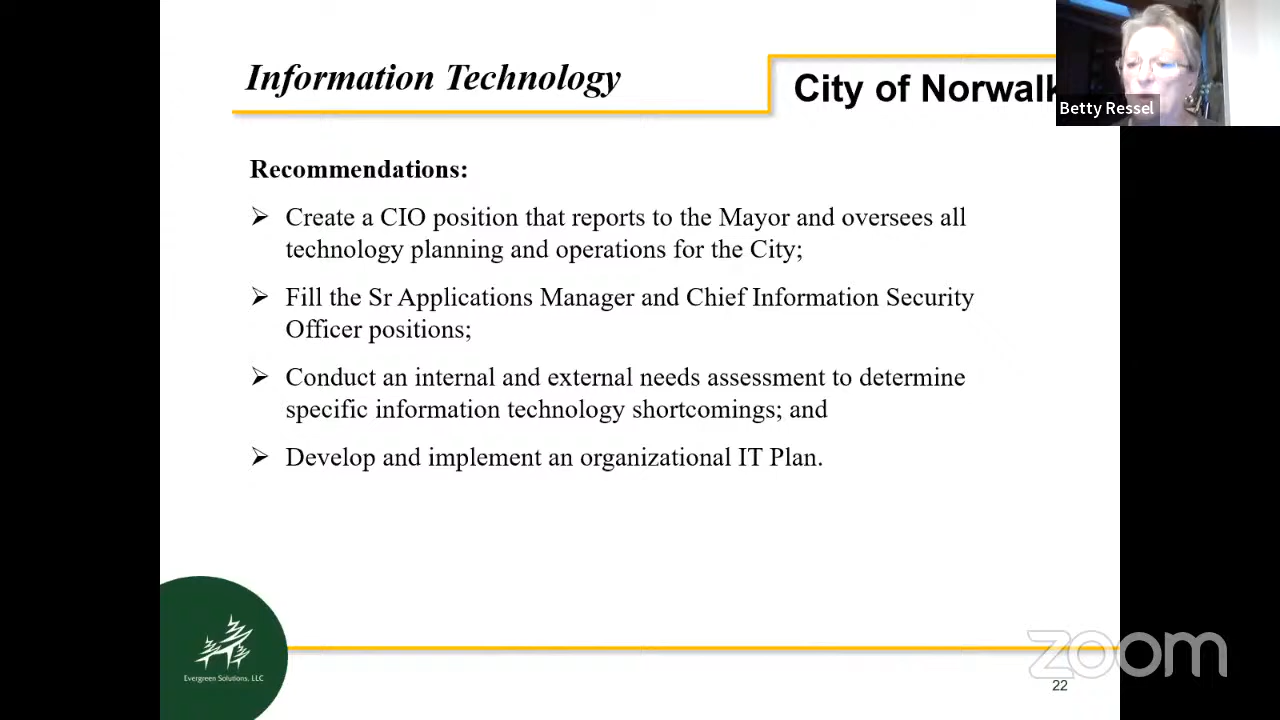 Information Technology
City of Norwalk
Betty Ressel
Recommendations:
➢ Create a CIO position that reports to the Mayor and oversees all
technology planning and operations for the City;
➢ Fill the Sr Applications Manager and Chief Information Security
Officer positions;
➢ Conduct an internal and external needs assessment to determine
specific information technology shortcomings; and
➢ Develop and implement an organizational IT Plan.
Evergreen Solutions, LLC
zoom
22